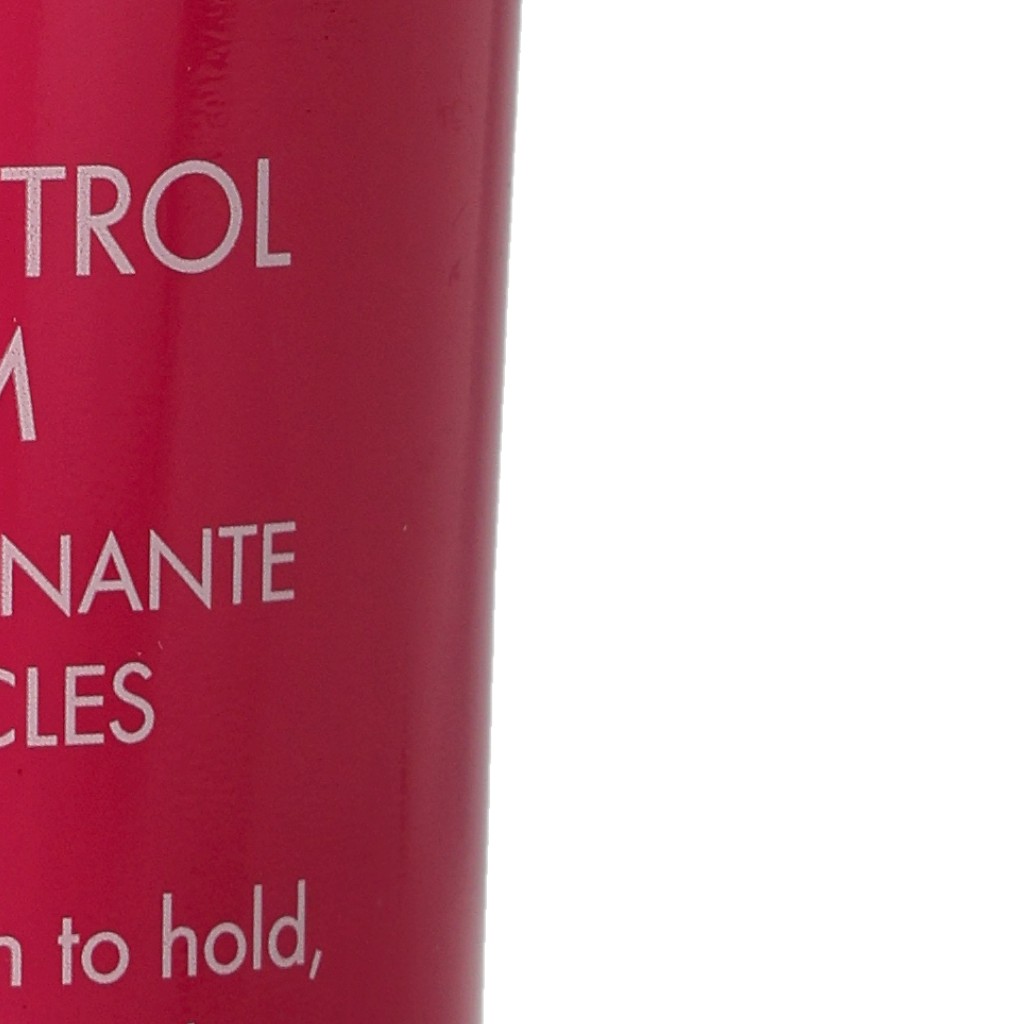 TROL
M
NANTE
CLES
n to hold,